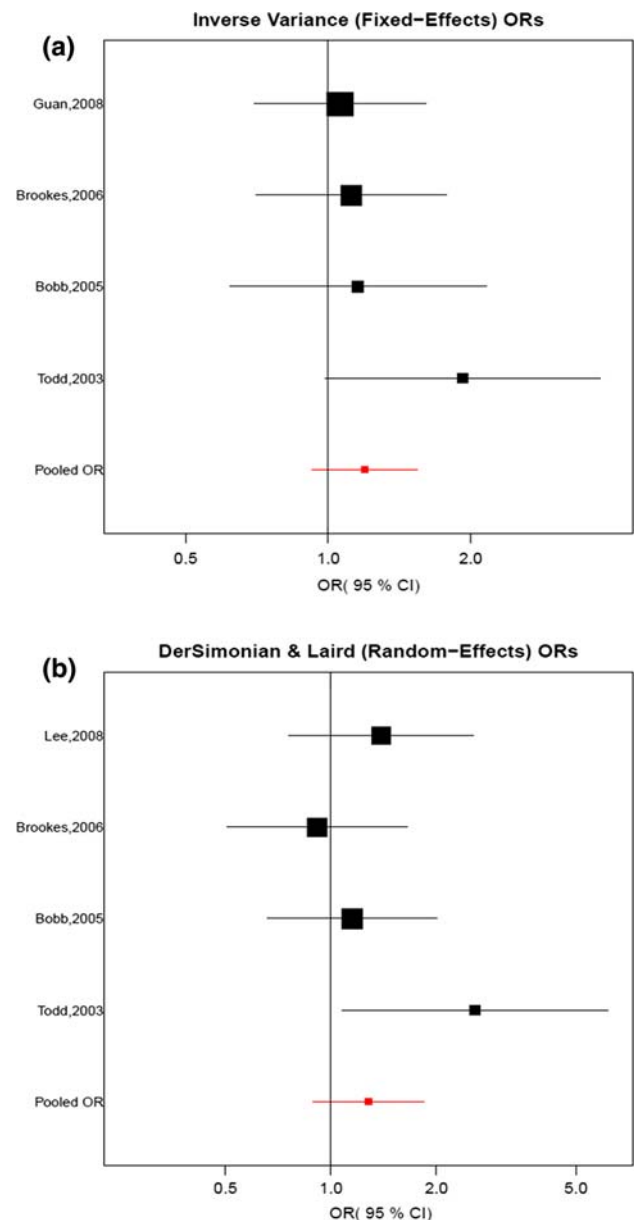 (a)
Inverse Variance (Fixed−Effects) ORs
Guan,2008
Brookes,2006
Bobb,2005
Todd,2003
Pooled OR
0.5 1.0 2.0
OR( 95 % CI)
(b)
DerSimonian & Laird (Random−Effects) ORs
Lee,2008
Brookes,2006
Bobb,2005
Todd,2003
Pooled OR
0.5 1.0 2.0 5.0
OR( 95 % CI)